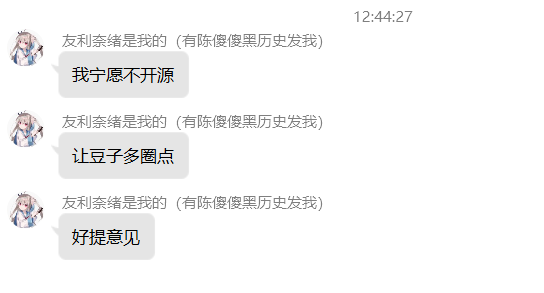 12:44:27
友利奈绪是我的（有陈傻傻黑历史发我）
我宁愿不开源
友利奈绪是我的（有陈傻傻黑历史发我）
让豆子多圈点
友利奈绪是我的（有陈傻傻黑历史发我）
好提意见